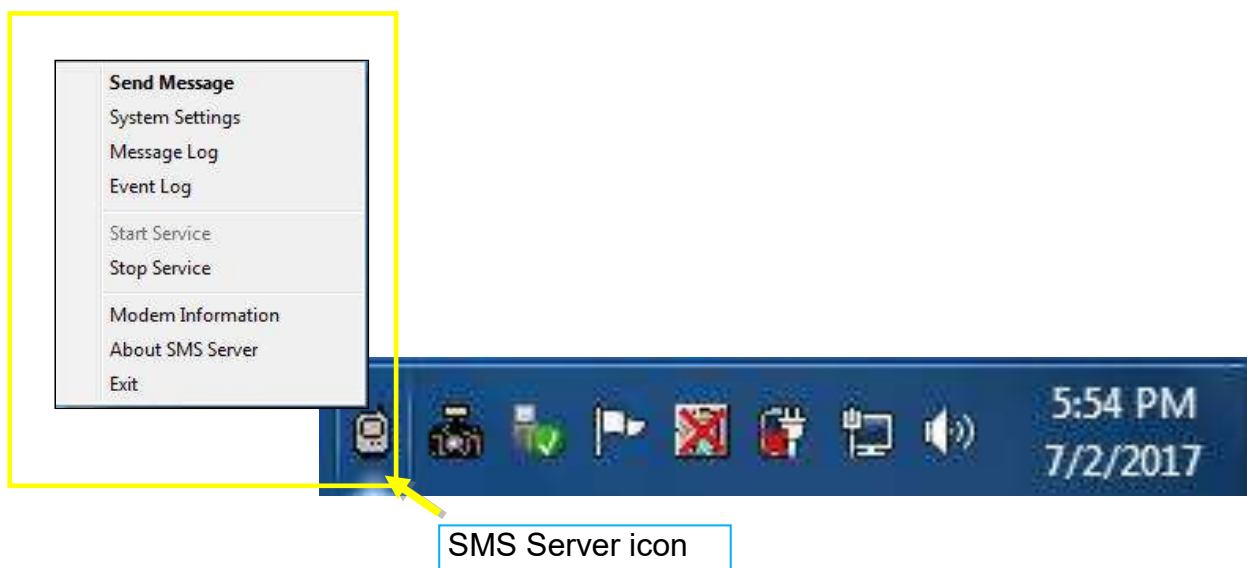 Send Message
System Settings
Message Log
Event Log
Start Service
Stop Service
Modem Information
About SMS Server
Exit
5:54 PM
7/2/2017
SMS Server icon